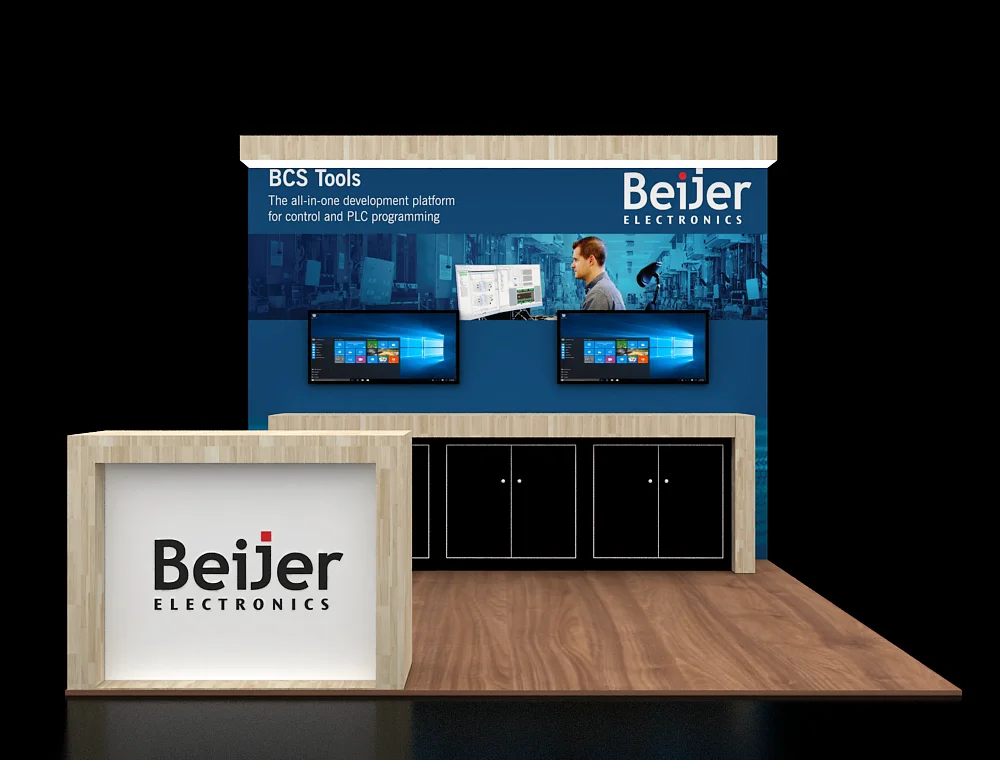 BCS Tools
The all-in-one development platform
for control and PLC programming
Beijer
ELECTRONICS
Beijer
ELECTRONICS